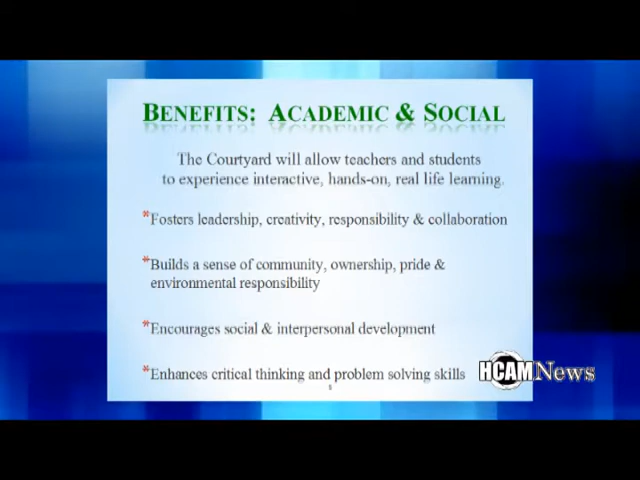 BENEFITS: ACADEMIC & SOCIAL
The Courtyard will allow teachers and students
to experience interactive, hands-on, real life learning.
*Fosters leadership, creativity, responsibility & collaboration
*Builds a sense of community, ownership, pride &
environmental responsibility
*Encourages social & interpersonal development
*Enhances critical thinking and problem solving skills
HCAM News